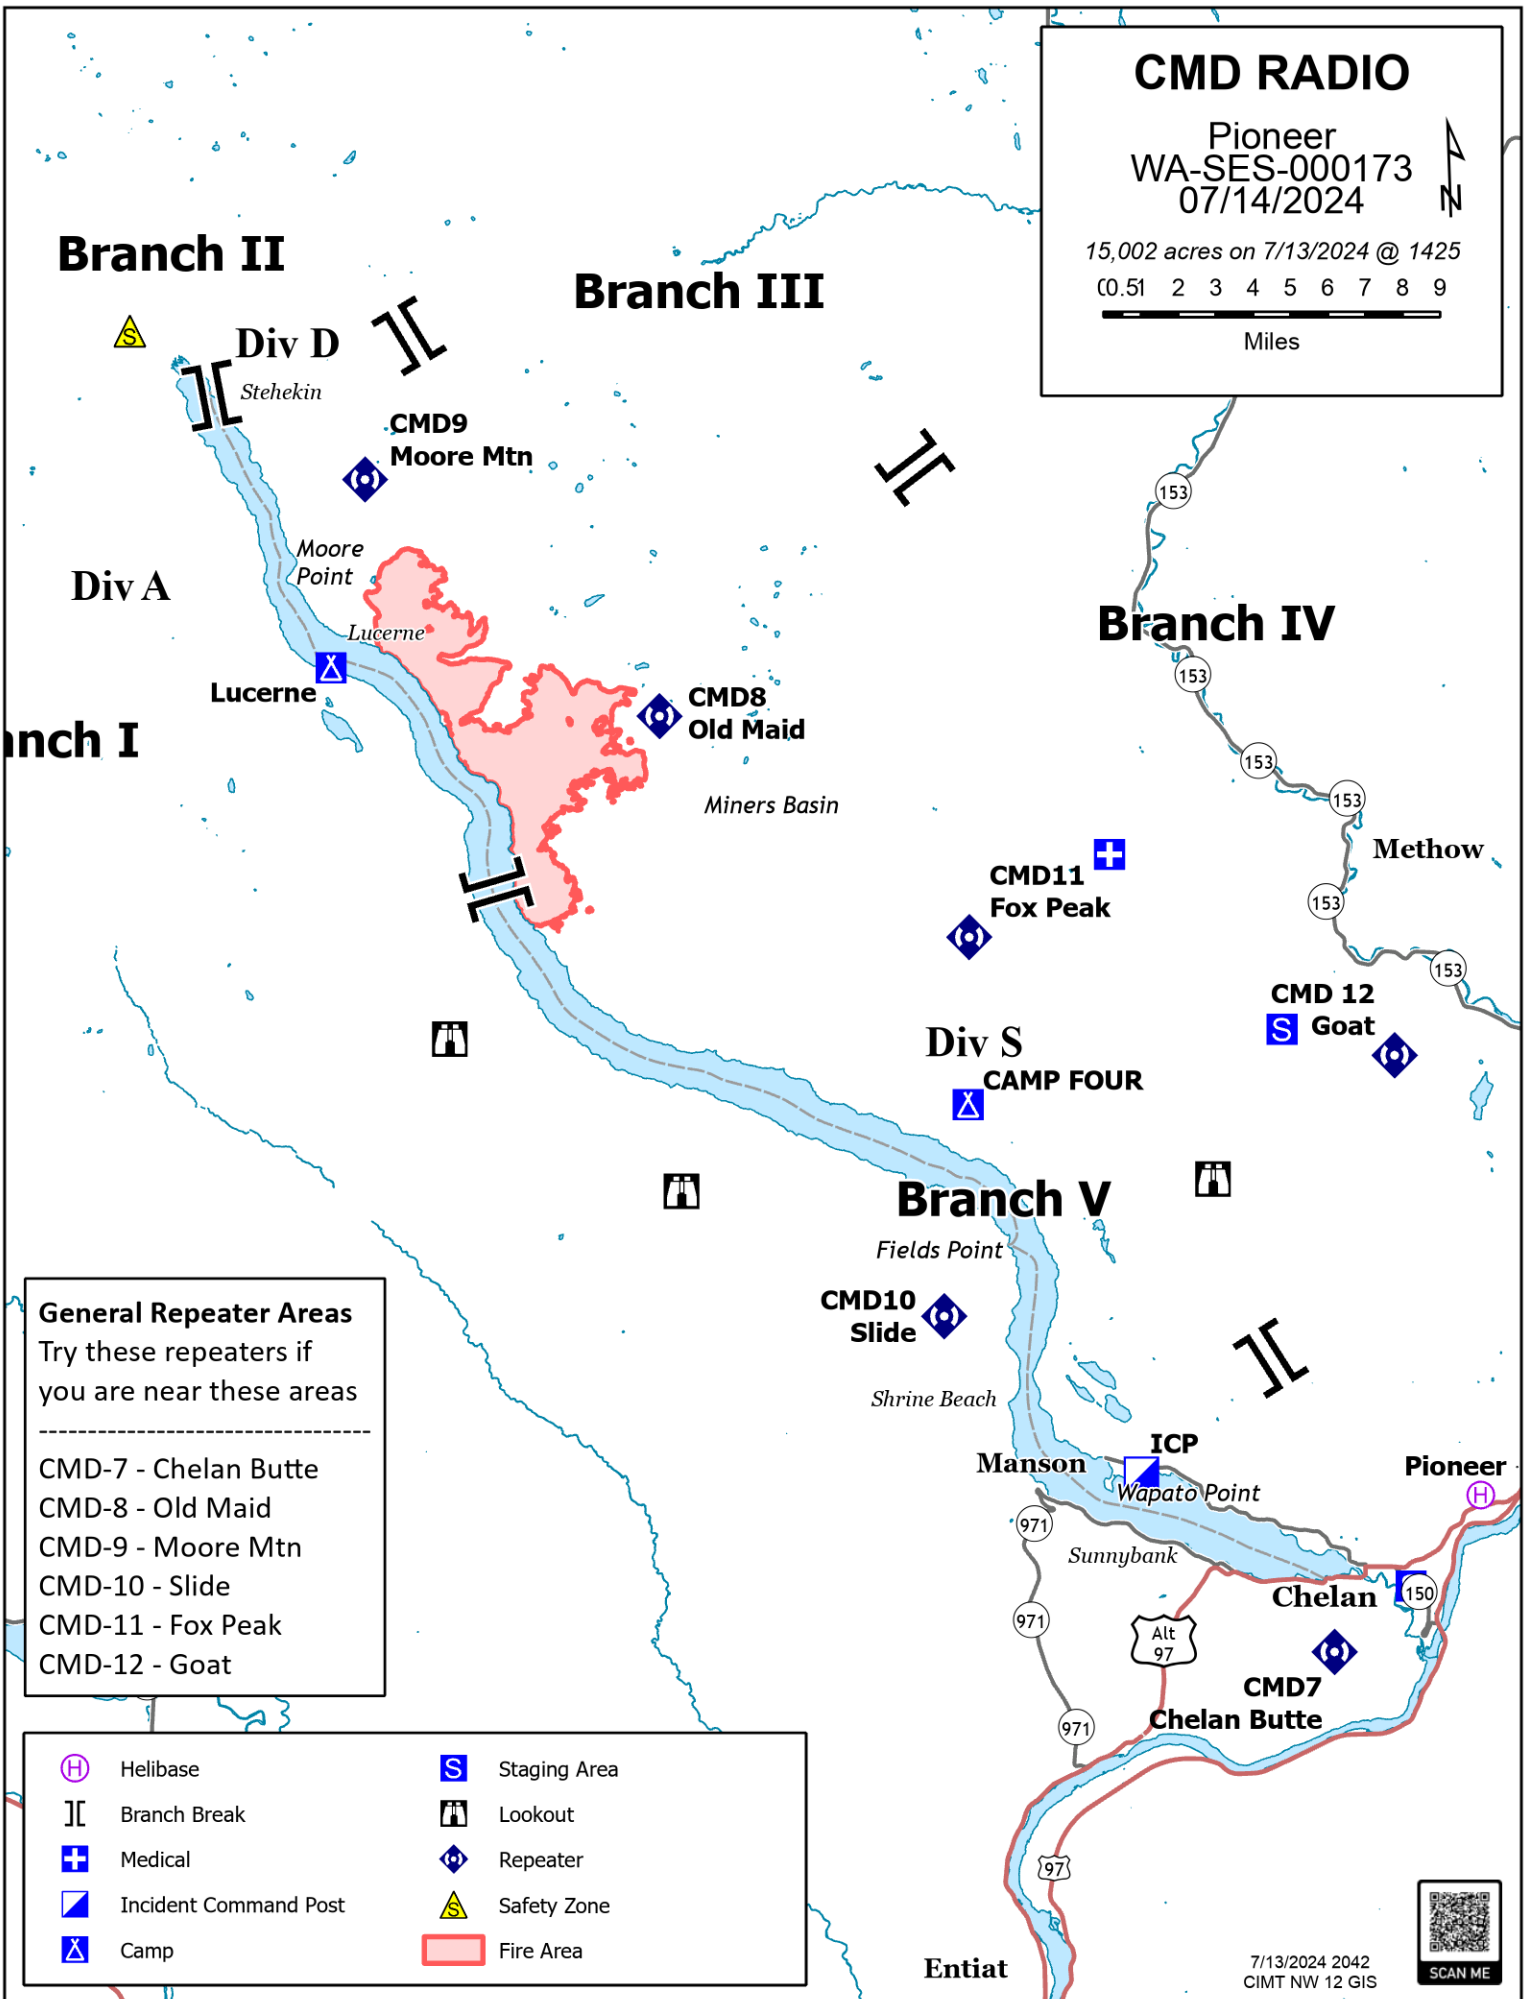 CMD RADIO
Pioneer
WA-SES-000173
07/14/2024
N
15,002 acres on 7/13/2024 @ 1425
0 0.5 1 2 3 4 5 6 7 8 9
Miles
Branch II
Branch III
S
Div D
Stehekin
CMD9
Moore Mtn
153
Moore
Point
Div A
Branch IV
Lucerne
153
Lucerne
CMD8
Old Maid
nch I
153
153
Miners Basin
Methow
CMD11
Fox Peak
153
153
CMD 12
S Goat
Div S
CAMP FOUR
Branch V
Fields Point
CMD10
Slide
General Repeater Areas
Try these repeaters if
you are near these areas
----------------------------------
CMD-7 - Chelan Butte
CMD-8 - Old Maid
CMD-9 - Moore Mtn
CMD-10 - Slide
CMD-11 - Fox Peak
CMD-12 - Goat
Shrine Beach
ICP
Manson
Pioneer
H
Wapato Point
971
Sunnybank
Chelan
150
971
Alt
97
CMD7
Chelan Butte
971
H Helibase
Branch Break
Medical
Incident Command Post
Camp
S Staging Area
Lookout
Repeater
S Safety Zone
Fire Area
97
Entiat
7/13/2024 2042
CIMT NW 12 GIS
SCAN ME